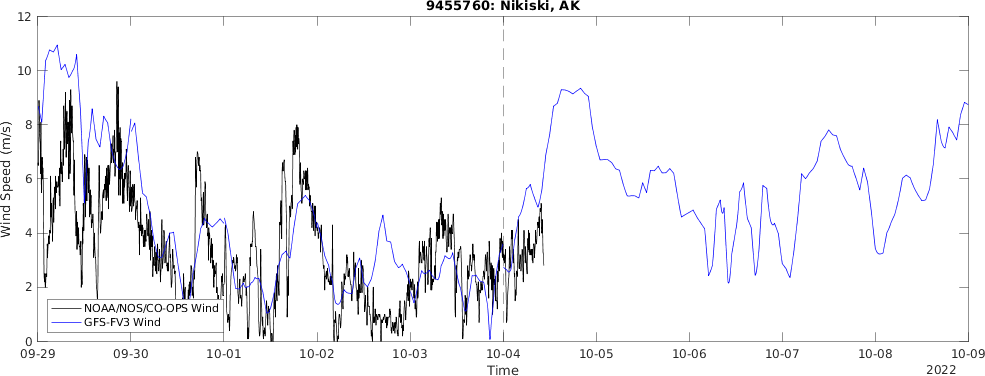 9455760: Nikiski, AK
12
10
8
6
4
2
0
Wind Speed (m/s)
NOAA/NOS/CO-OPS Wind
GFS-FV3 Wind
09-29 09-30 10-01 10-02 10-03 10-04 10-05 10-06 10-07 10-08 10-09
Time
2022